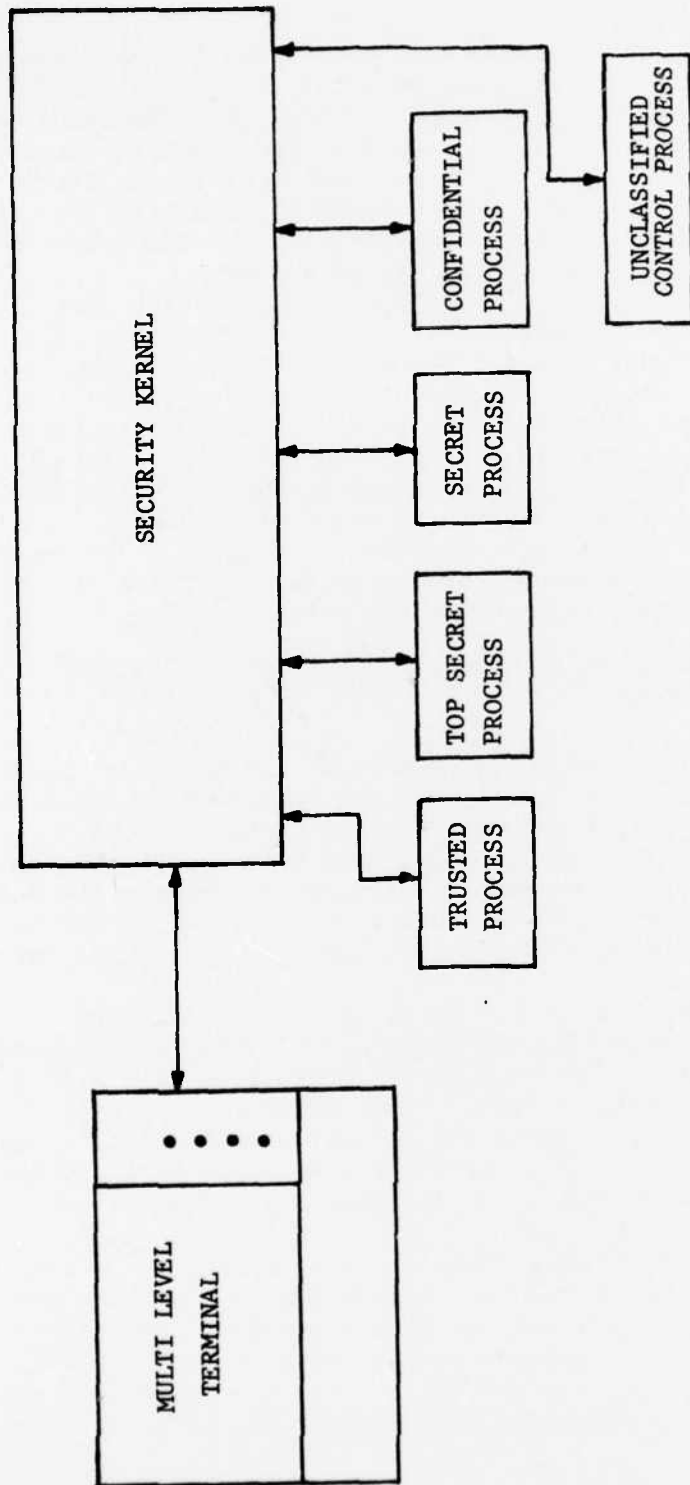 MULTI LEVEL
TERMINAL
SECURITY KERNEL
TRUSTED
PROCESS
TOP SECRET
PROCESS
SECRET
PROCESS
CONFIDENTIAL
PROCESS
UNCLASSIFIED
CONTROL PROCESS